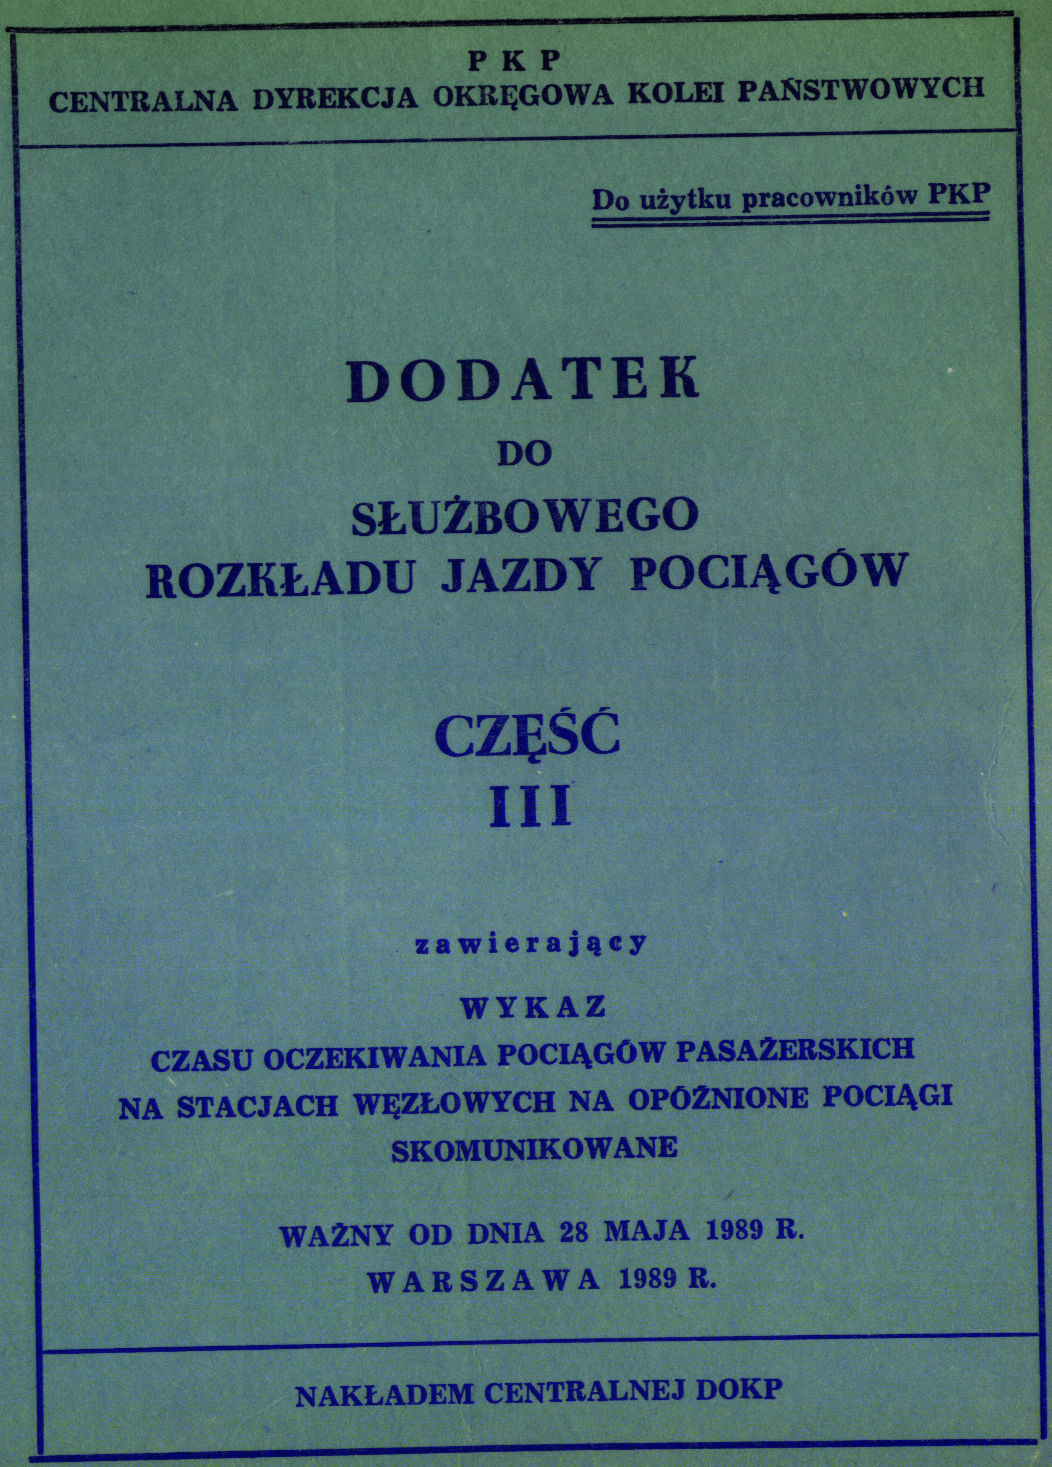 P K P
CENTRALNA DYREKCJA OKRĘGOWA KOLEI PAŃSTWOWYCH
Do użytku pracowników PKP
DODATEK
DO
SŁUŻBOWEGO
ROZKŁADU JAZDY POCIĄGÓW
CZĘŚĆ
III
zawierający
WYKAZ
CZASU OCZEKIWANIA POCIĄGÓW PASAŻERSKICH
NA STACJACH WĘZŁOWYCH NA OPÓŹNIONE POCIĄGI
SKOMUNIKOWANE
WAŻNY OD DNIA 28 MAJA 1989 R.
WARSZAWA 1989 R.
NAKŁADEM CENTRALNEJ DOKP